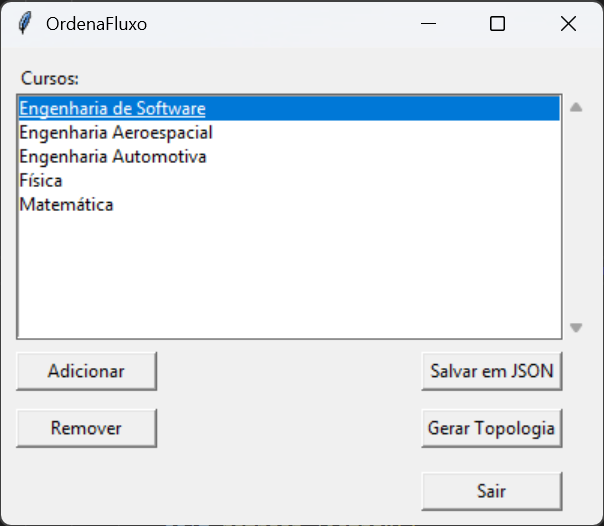 OrdenaFluxo
Cursos:
Engenharia de Software
Engenharia Aeroespacial
Engenharia Automotiva
Física
Matemática
Adicionar
Salvar em JSON
Remover
Gerar Topologia
Sair